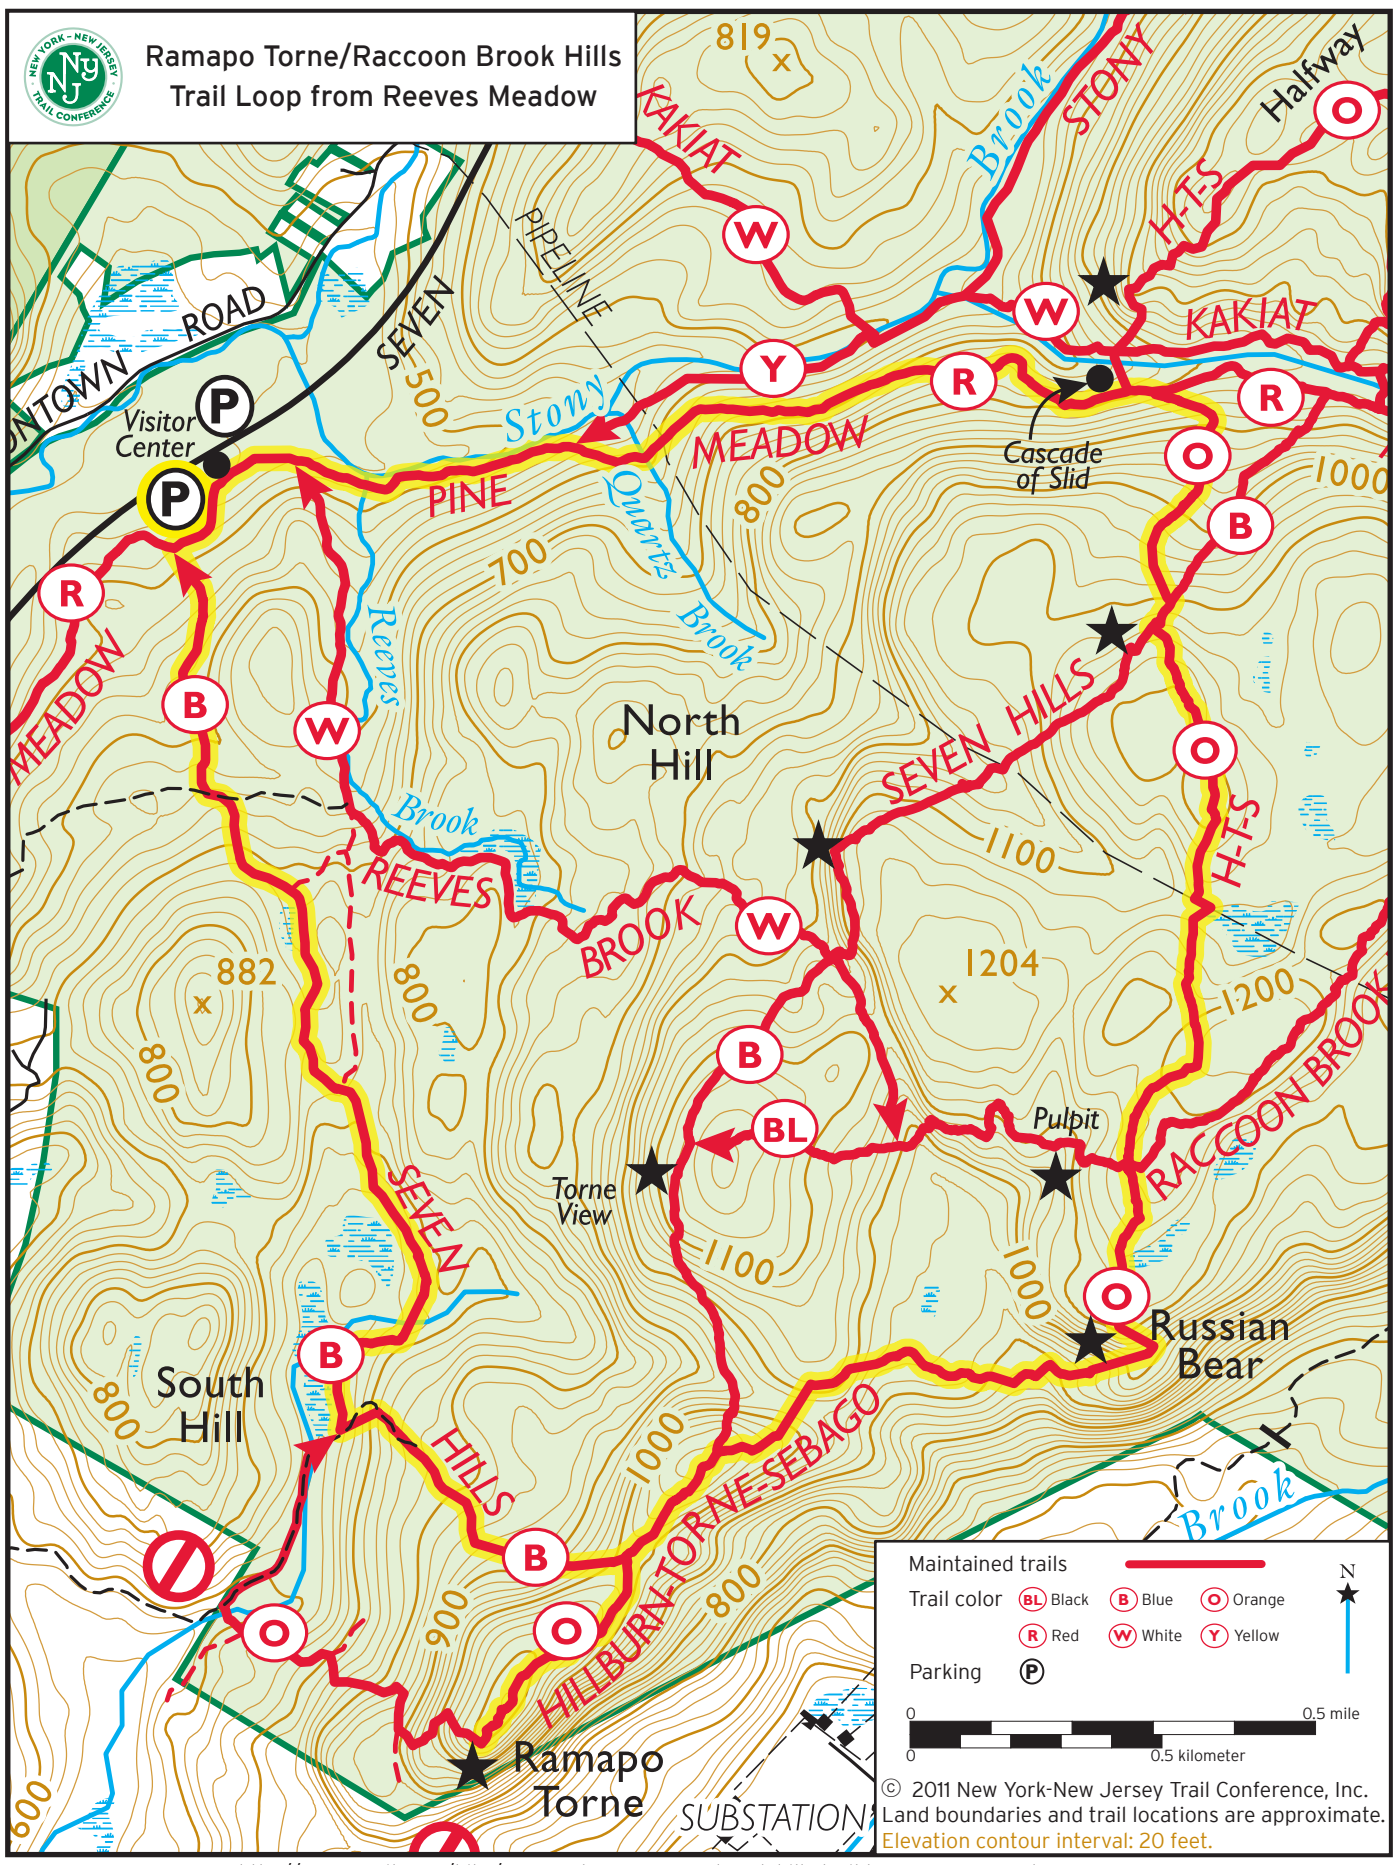 Ramapo Torne/Raccoon Brook Hills
Trail Loop from Reeves Meadow
NEW YORK - NEW JERSEY
TRAIL CONFERENCE
NY
NJ
819
x
KAKIAT
W
Brook
STONY
Halfway
O
H-T-S
PIPELINE
ONTOWN ROAD
SEVEN
500
W
KAKIAT
Y
R
R
Stony
Visitor
Center
P
P
PINE
MEADOW
Cascade
of Slid
O
1000
B
Quartz
Brook
800
700
R
MEADOW
Reeves
B
W
North
Hill
SEVEN HILLS
O
H-T-S
Brook
REEVES
BROOK
W
1100
882
x
800
800
1204
x
1200
RACCOON BROOK
B
BL
Pulpit
Torne
View
SEVEN
1100
1000
O
Russian
Bear
B
South
Hill
800
HILLS
1000
B
HILLBURN-TORNE-SEBAGO
O
O
900
800
Brook
Ramapo
Torne
600
SUBSTATION
Maintained trails
Trail color
BL Black
B Blue
O Orange
R Red
W White
Y Yellow
Parking
P
N
0
0.5 mile
0
0.5 kilometer
© 2011 New York-New Jersey Trail Conference, Inc.
Land boundaries and trail locations are approximate.
Elevation contour interval: 20 feet.